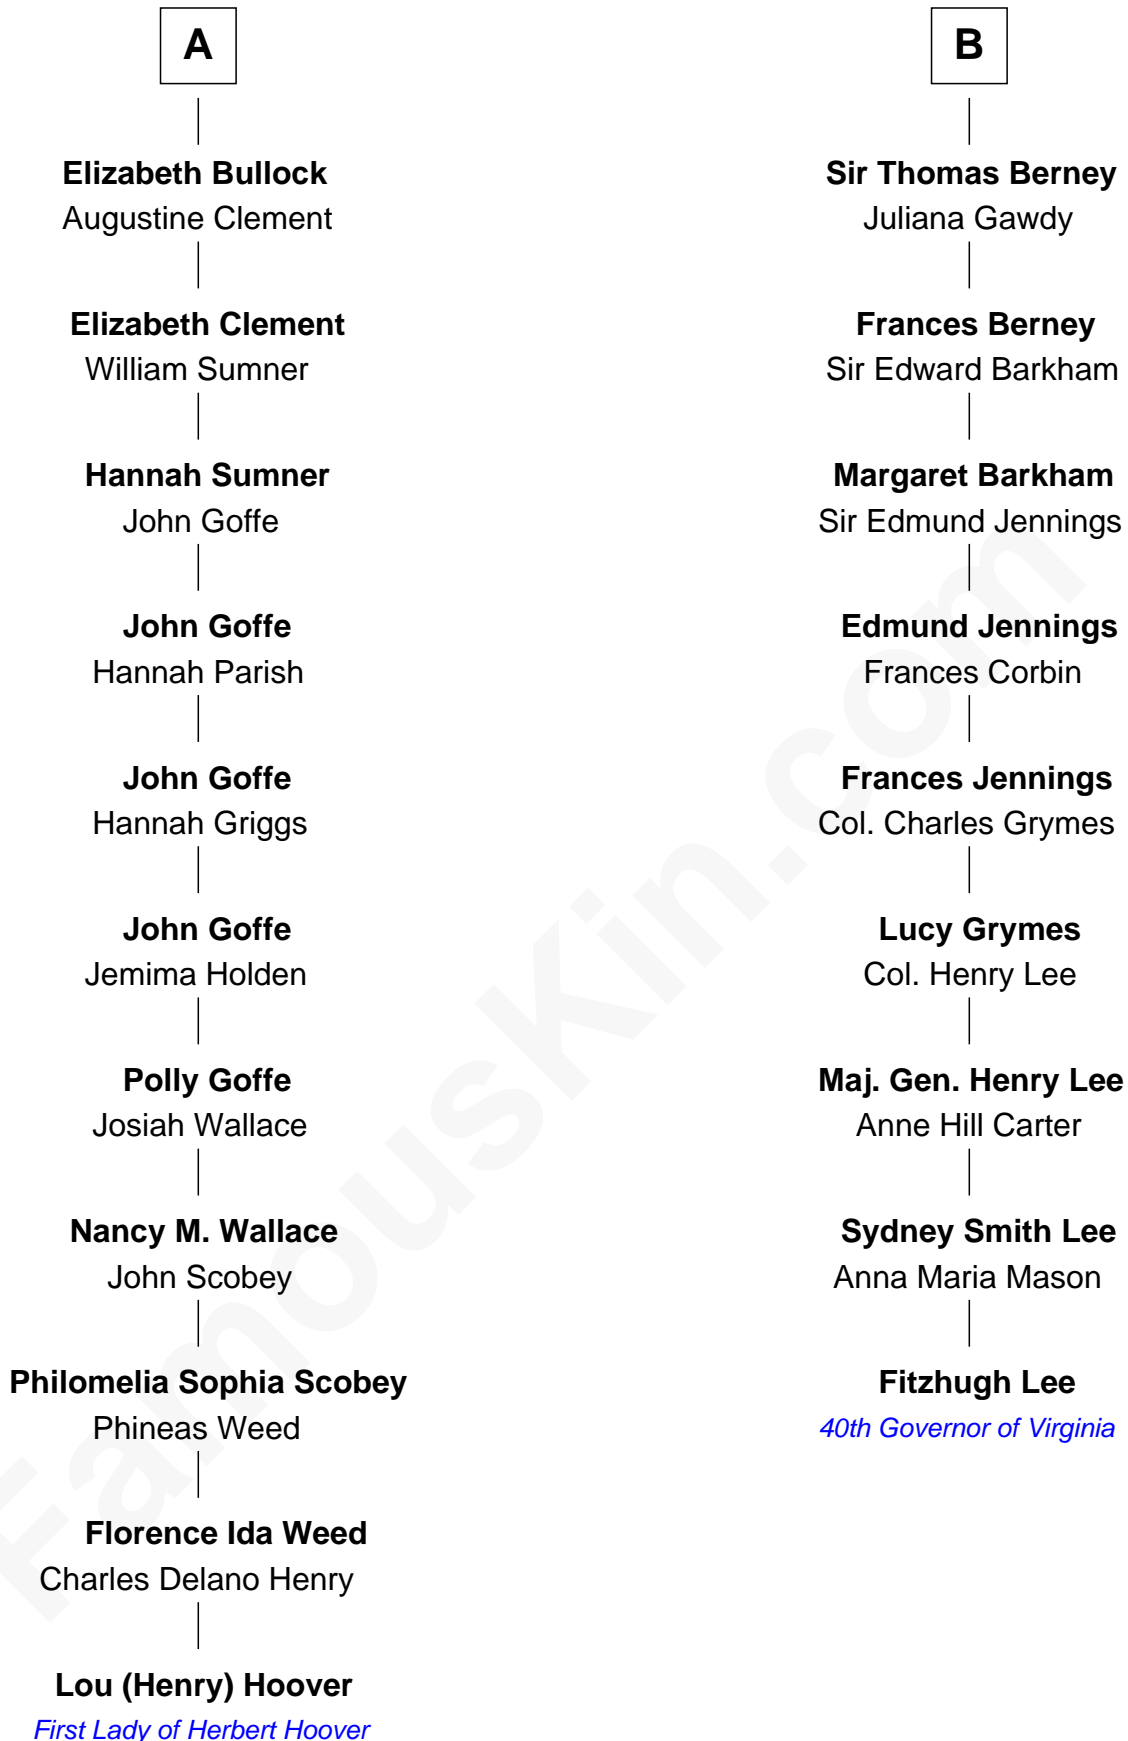 A
Elizabeth Bullock
Augustine Clement
Elizabeth Clement
William Sumner
Hannah Sumner
John Goffe
John Goffe
Hannah Parish
John Goffe
Hannah Griggs
John Goffe
Jemima Holden
Polly Goffe
Josiah Wallace
Nancy M. Wallace
John Scobey
Philomelia Sophia Scobey
Phineas Weed
Florence Ida Weed
Charles Delano Henry
Lou (Henry) Hoover
First Lady of Herbert Hoover
B
Sir Thomas Berney
Juliana Gawdy
Frances Berney
Sir Edward Barkham
Margaret Barkham
Sir Edmund Jennings
Edmund Jennings
Frances Corbin
Frances Jennings
Col. Charles Grymes
Lucy Grymes
Col. Henry Lee
Maj. Gen. Henry Lee
Anne Hill Carter
Sydney Smith Lee
Anna Maria Mason
Fitzhugh Lee
40th Governor of Virginia
FamousKin.com